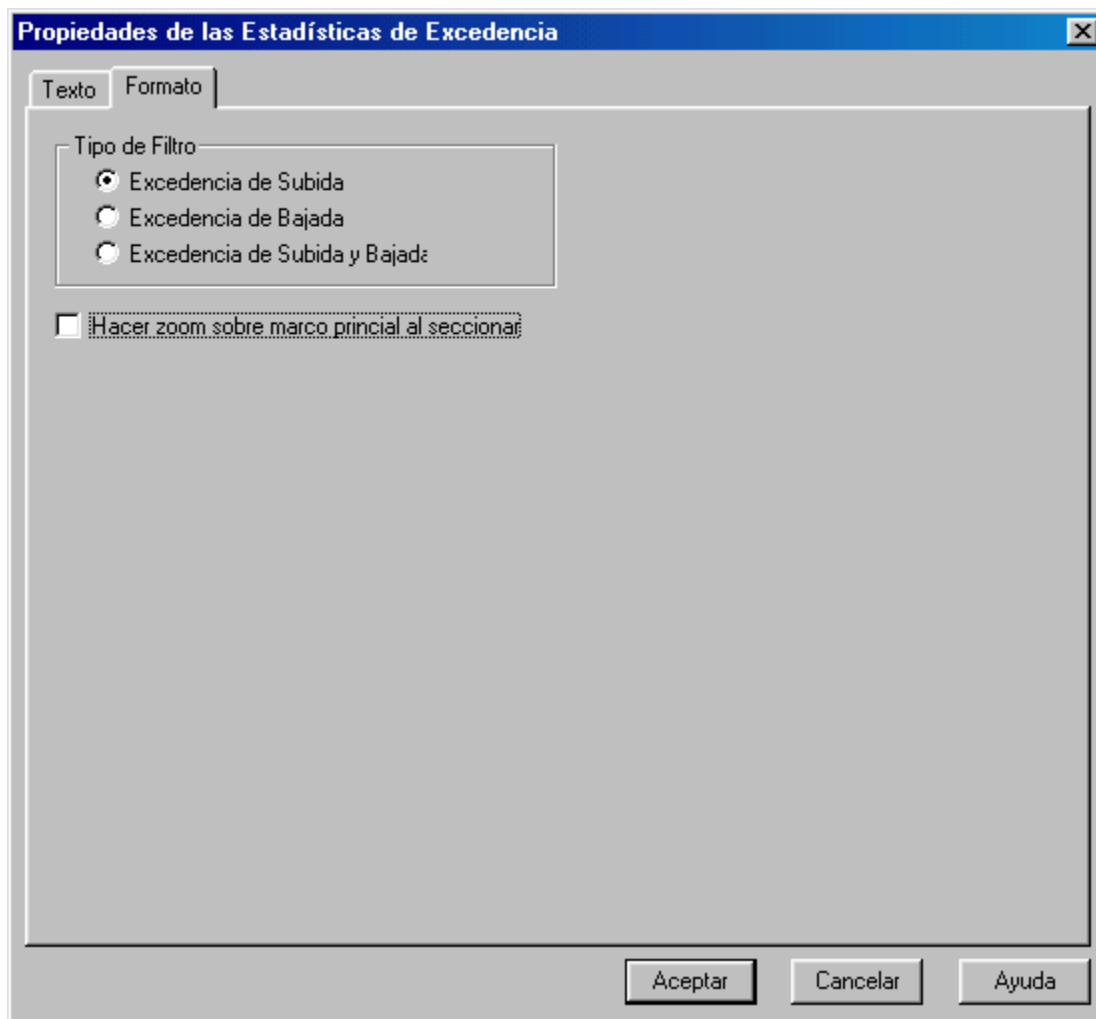 Propiedades de las Estadísticas de Excedencia
Texto Formato
Tipo de Filtro
Excedencia de Subida
Excedencia de Bajada
Excedencia de Subida y Bajada
Hacer zoom sobre marco princial al seccionar
Aceptar Cancelar Ayuda